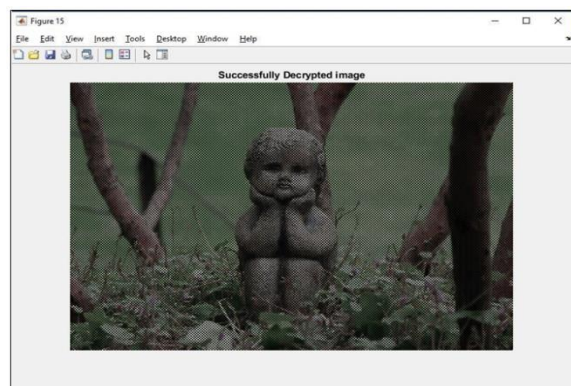 Figure 15
File Edit View Insert Tools Desktop Window Help
Successfully Decrypted image